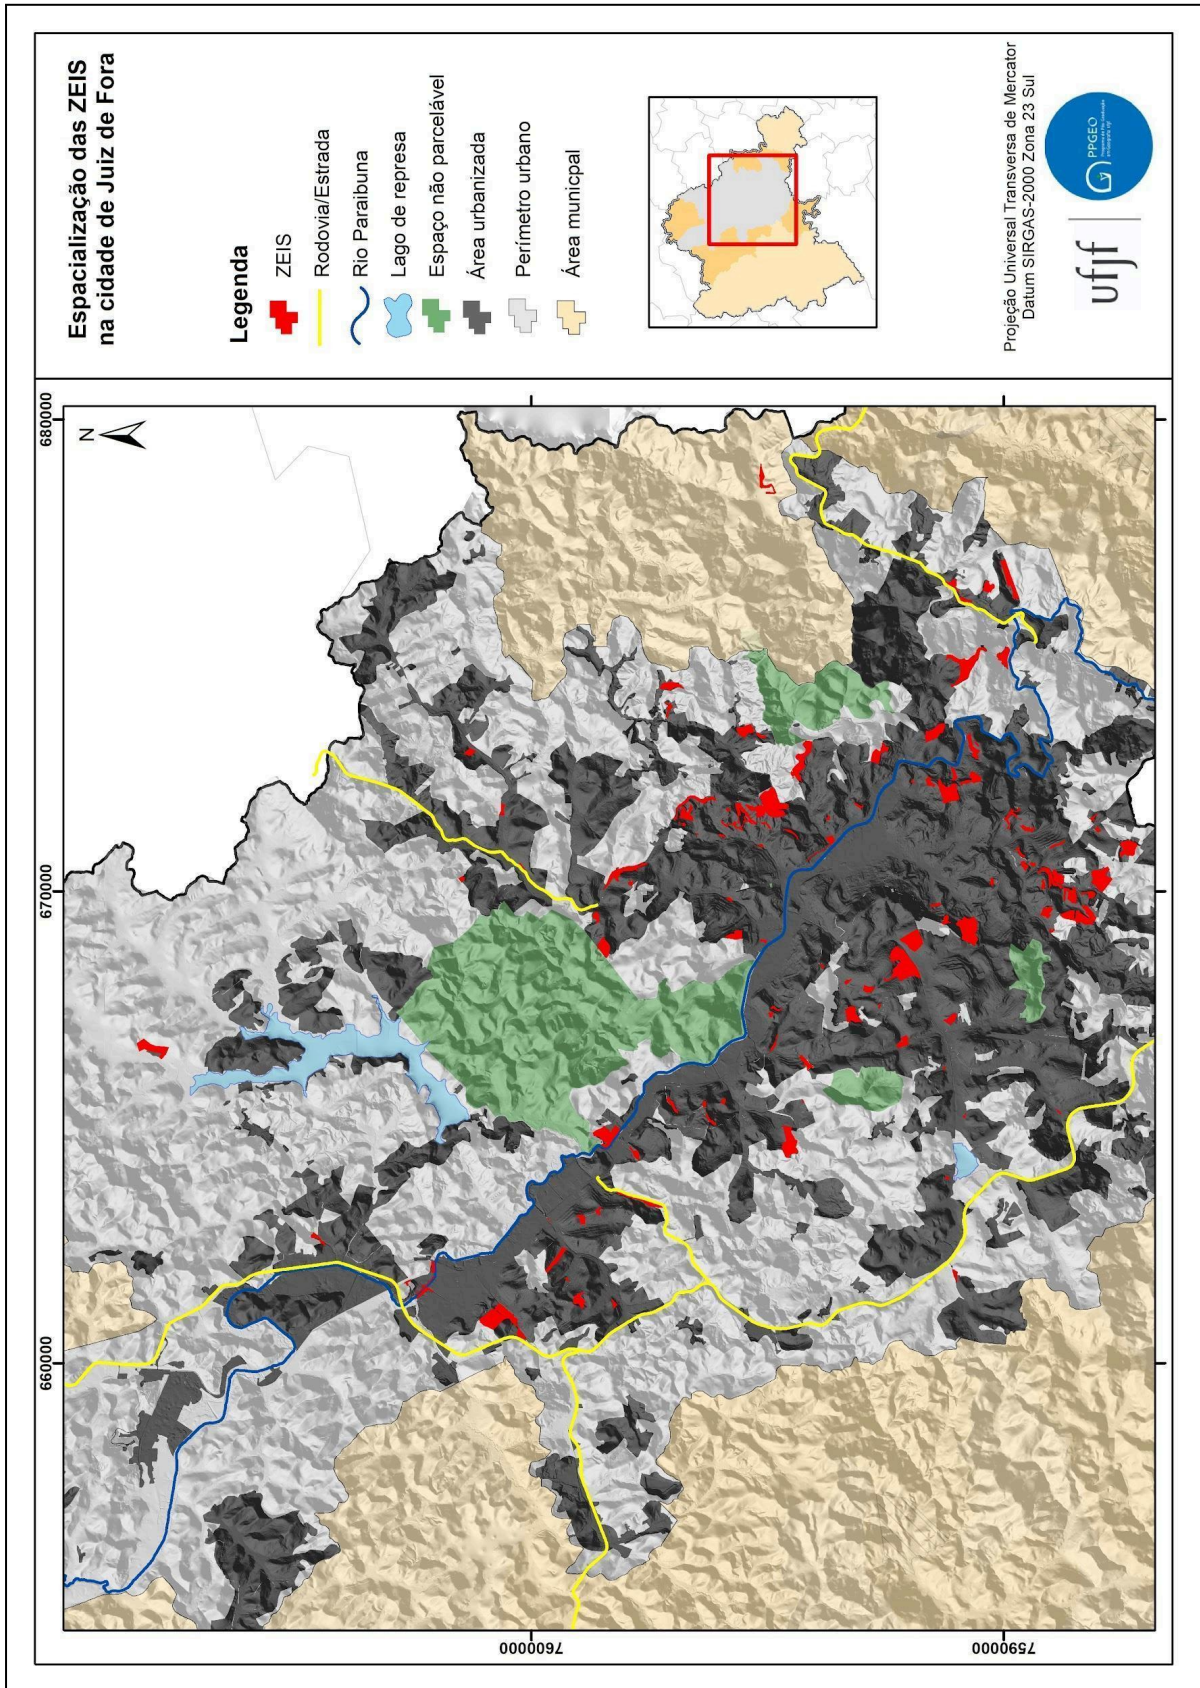 Espacialização das ZEIS
na cidade de Juiz de Fora
Legenda
ZEIS
Rodovia/Estrada
Rio Paraibuna
Lago de represa
Espaço não parcelável
Área urbanizada
Perímetro urbano
Área municpal
Projeção Universal Transversa de Mercator
Datum SIRGAS-2000 Zona 23 Sul
ufjf
PPGEO
N
660000
670000
680000
7600000
7590000